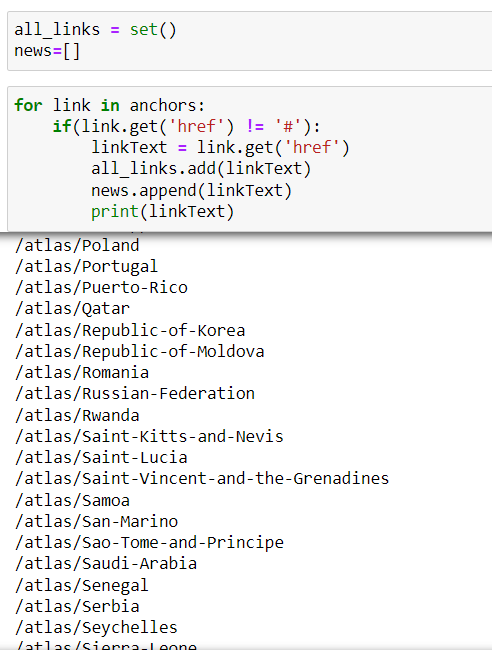 all_links = set()
news=[]
for link in anchors:
    if(link.get('href') != '#'):
        linkText = link.get('href')
        all_links.add(linkText)
        news.append(linkText)
        print(linkText)
/atlas/Poland
/atlas/Portugal
/atlas/Puerto-Rico
/atlas/Qatar
/atlas/Republic-of-Korea
/atlas/Republic-of-Moldova
/atlas/Romania
/atlas/Russian-Federation
/atlas/Rwanda
/atlas/Saint-Kitts-and-Nevis
/atlas/Saint-Lucia
/atlas/Saint-Vincent-and-the-Grenadines
/atlas/Samoa
/atlas/San-Marino
/atlas/Sao-Tome-and-Principe
/atlas/Saudi-Arabia
/atlas/Senegal
/atlas/Serbia
/atlas/Seychelles
/atlas/Sierra-Leone